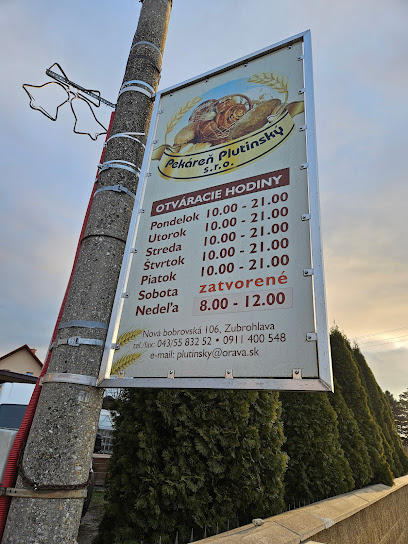 Pekáreň Plutinský
s.r.o.
OTVÁRACIE HODINY
Pondelok 10.00 - 21.00
Utorok 10.00 - 21.00
Streda 10.00 - 21.00
Štvrtok 10.00 - 21.00
Piatok 10.00 - 21.00
Sobota zatvorené
Nedeľa 8.00 - 12.00
Nová bobrovská 106, Zubrohlava
tel./fax: 043/55 832 52 • 0911 400 548
e-mail: plutinsky@orava.sk